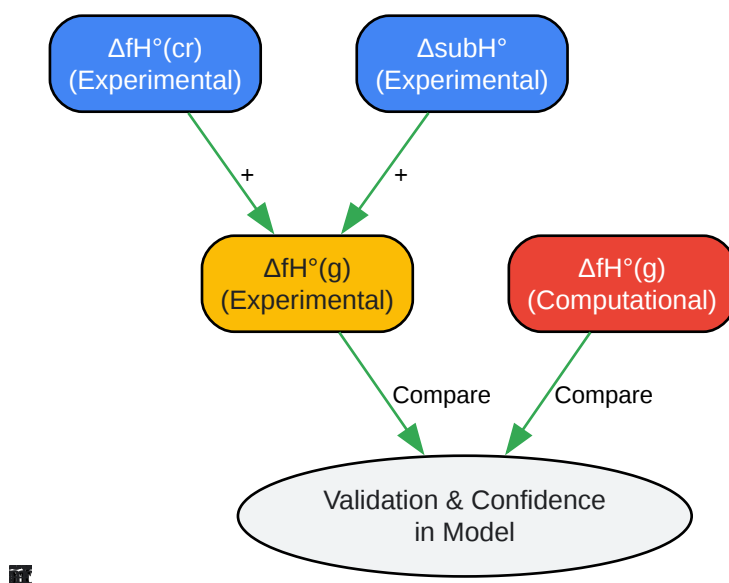 ΔfH°(cr)
(Experimental)
ΔsubH°
(Experimental)
+
+
ΔfH°(g)
(Experimental)
ΔfH°(g)
(Computational)
Compare
Compare
Validation & Confidence
in Model